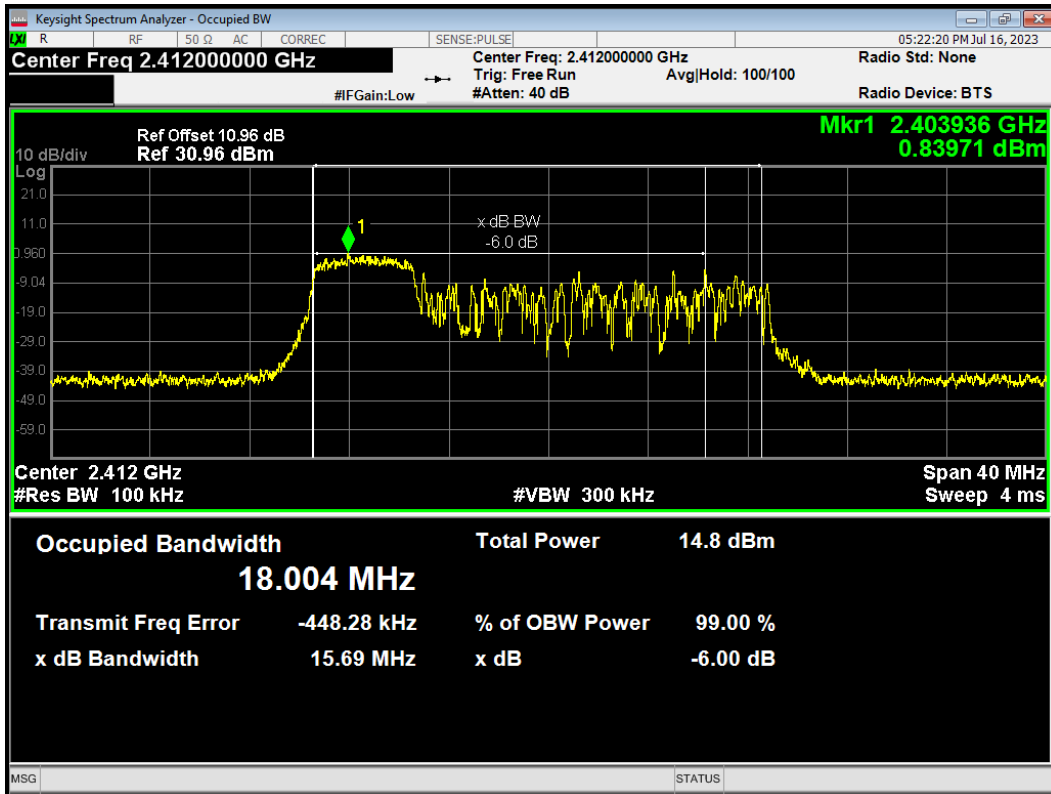 Keysight Spectrum Analyzer - Occupied BW
LXI R RF 50 Ω AC CORREC SENSE:PULSE 05:22:20 PM Jul 16, 2023
Center Freq 2.412000000 GHz Center Freq: 2.412000000 GHz Radio Std: None
Trig: Free Run Avg|Hold: 100/100
#IFGain:Low #Atten: 40 dB Radio Device: BTS
Ref Offset 10.96 dB Mkr1 2.403936 GHz
10 dB/div Ref 30.96 dBm 0.83971 dBm
Log
21.0
11.0
0.960
-9.04
-19.0
-29.0
-39.0
-49.0
-59.0
1
x dB BW
-6.0 dB
Center 2.412 GHz Span 40 MHz
#Res BW 100 kHz #VBW 300 kHz Sweep 4 ms
Occupied Bandwidth Total Power 14.8 dBm
18.004 MHz
Transmit Freq Error -448.28 kHz % of OBW Power 99.00 %
x dB Bandwidth 15.69 MHz x dB -6.00 dB
MSG STATUS